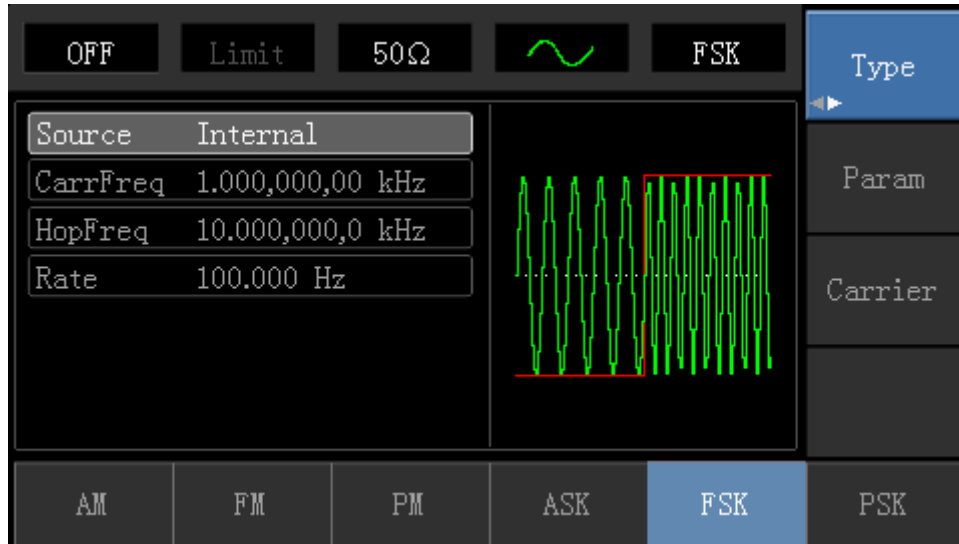 OFF Limit 50Ω FSK
Type
Source Internal
CarrFreq 1.000,000,00 kHz
HopFreq 10.000,000,0 kHz
Rate 100.000 Hz
Param
Carrier
AM FM PM ASK FSK PSK